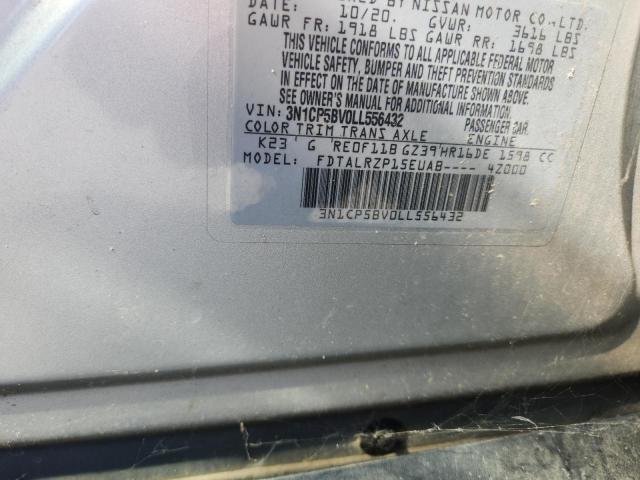 BY NISSAN MOTOR CO., LTD.
DATE: 10/20. GVWR: 3616 LBS
GAWR FR: 1918 LBS GAWR RR: 1698 LBS
THIS VEHICLE CONFORMS TO ALL APPLICABLE FEDERAL MOTOR
VEHICLE SAFETY, BUMPER AND THEFT PREVENTION STANDARDS
IN EFFECT ON THE DATE OF MANUFACTURE SHOWN ABOVE.
SEE OWNER'S MANUAL FOR ADDITIONAL INFORMATION.
VIN: 3N1CP5BV0LL556432 PASSENGER CAR
COLOR TRIM TRANS AXLE ENGINE
K23 G RE0F11B GZ39 HR16DE 1598 CC
MODEL: FDTALRZP15EUAB---- 4Z000
3N1CP5BV0LL556432